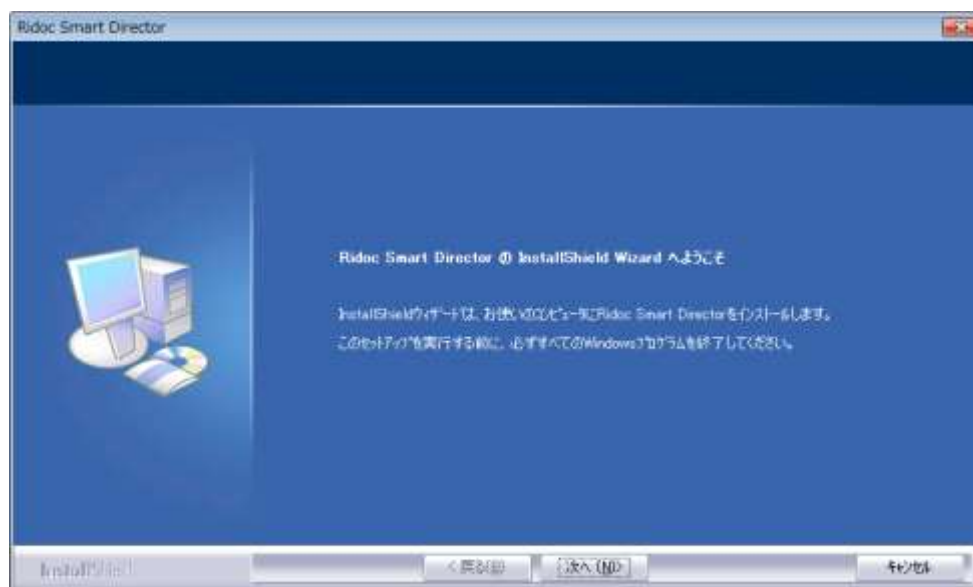 Ridoc Smart Director
Ridoc Smart Director の InstallShield Wizard へようこそ
InstallShieldウィザードは、お使いのコンピュータにRidoc Smart Directorをインストールします。
このセットアップを実行する前に、必ずすべてのWindowsプログラムを終了してください。
InstallShield
< 戻る(B) 次へ (N)> キャンセル